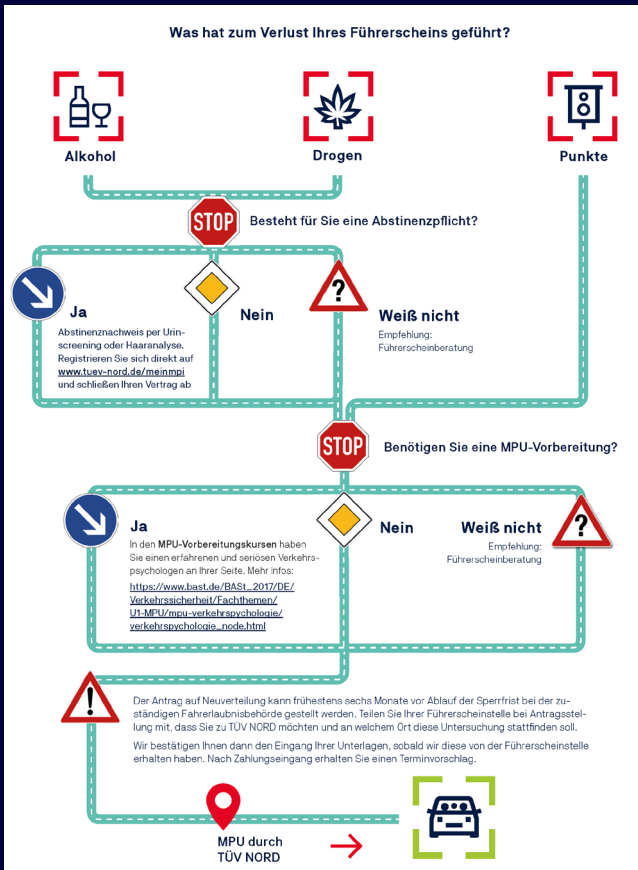 Was hat zum Verlust Ihres Führerscheins geführt?
Alkohol
Drogen
Punkte
STOP
Besteht für Sie eine Abstinenzpflicht?
Ja
Abstinenznachweis per Urin-
screening oder Haaranalyse.
Registrieren Sie sich direkt auf
www.tuev-nord.de/meinmpi
und schließen Ihren Vertrag ab
Nein
?
Weiß nicht
Empfehlung:
Führerscheinberatung
STOP
Benötigen Sie eine MPU-Vorbereitung?
Ja
In den MPU-Vorbereitungskursen haben
Sie einen erfahrenen und seriösen Verkehrs-
psychologen an Ihrer Seite. Mehr Infos:
https://www.bast.de/BASt_2017/DE/
Verkehrssicherheit/Fachthemen/
U1-MPU/mpu-verkehrspsychologie/
verkehrspsychologie_node.html
Nein
Weiß nicht
Empfehlung:
Führerscheinberatung
?
!
Der Antrag auf Neuverteilung kann frühestens sechs Monate vor Ablauf der Sperrfrist bei der zu-
ständigen Fahrerlaubnisbehörde gestellt werden. Teilen Sie Ihrer Führerscheinstelle bei Antragsstel-
lung mit, dass Sie zu TÜV NORD möchten und an welchem Ort diese Untersuchung stattfinden soll.
Wir bestätigen Ihnen dann den Eingang Ihrer Unterlagen, sobald wir diese von der Führerscheinstelle
erhalten haben. Nach Zahlungseingang erhalten Sie einen Terminvorschlag.
MPU durch
TÜV NORD